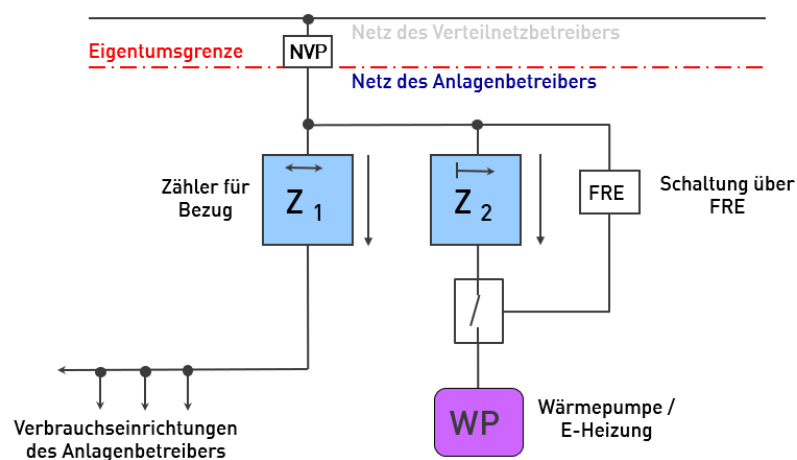 Netz des Verteilnetzbetreibers
Eigentumsgrenze
NVP
Netz des Anlagenbetreibers
Zähler für
Bezug
Z 1
Z 2
FRE
Schaltung über
FRE
WP
Wärmepumpe /
E-Heizung
Verbrauchseinrichtungen
des Anlagenbetreibers